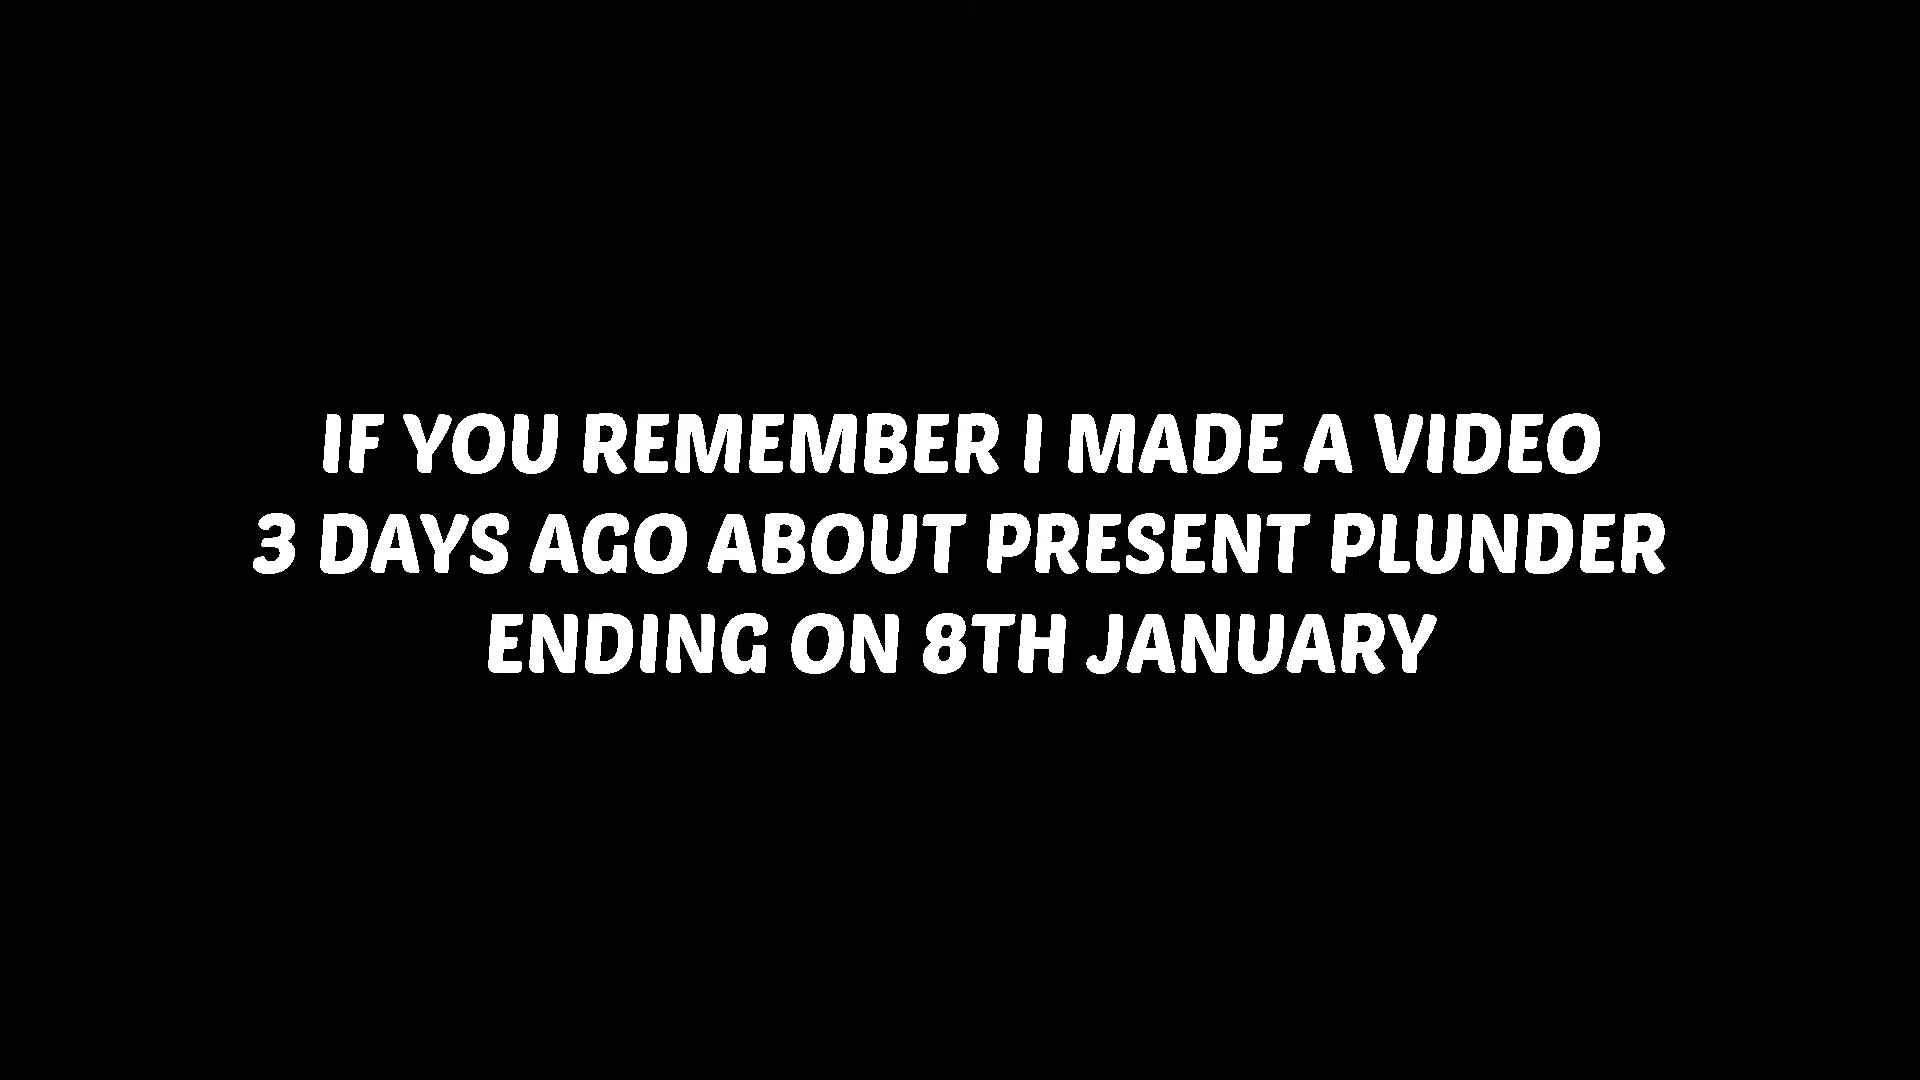 IF YOU REMEMBER I MADE A VIDEO
3 DAYS AGO ABOUT PRESENT PLUNDER
ENDING ON 8TH JANUARY